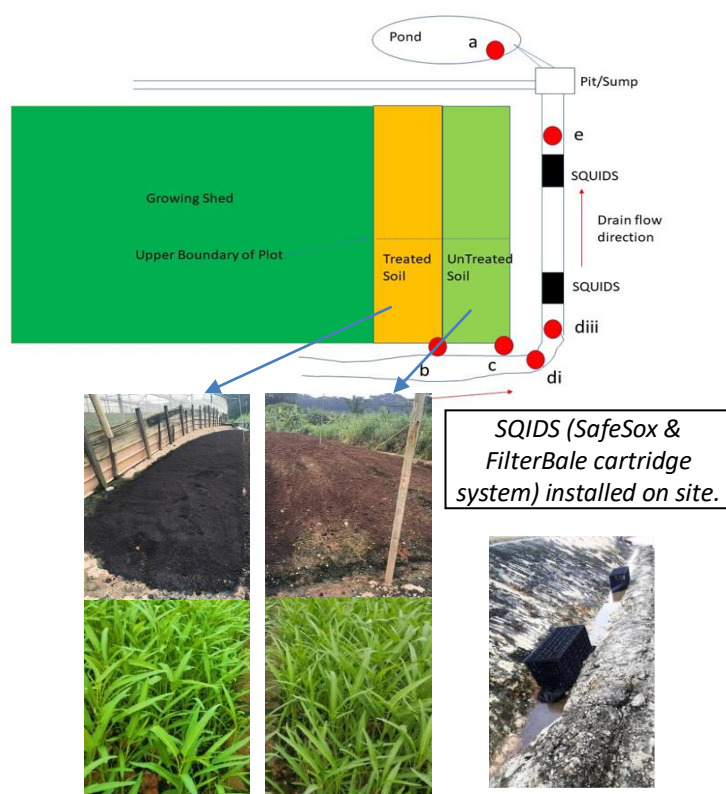 Pond
a
Pit/Sump
e
SQUIDS
Growing Shed
Drain flow
direction
Upper Boundary of Plot
Treated
Soil
UnTreated
Soil
SQUIDS
diii
b
c
di
SQIDS (SafeSox &
FilterBale cartridge
system) installed on site.